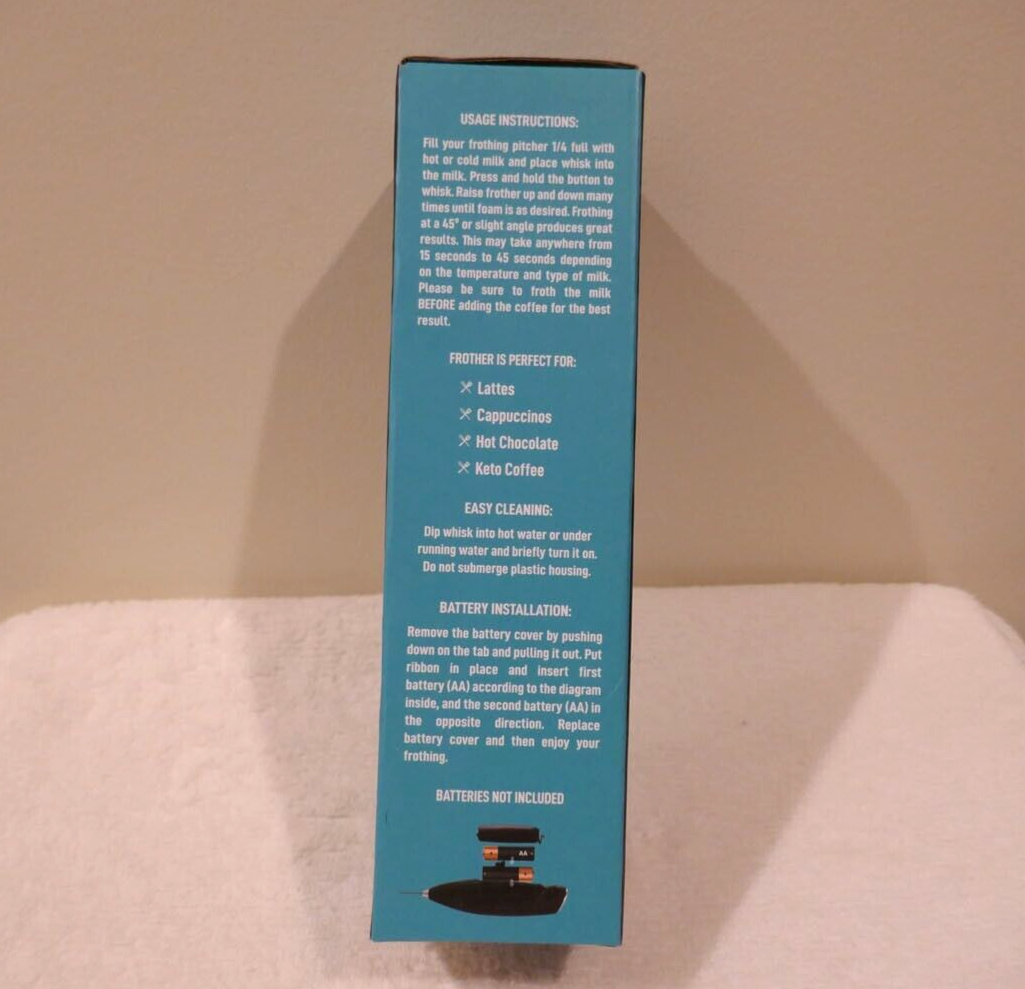 USAGE INSTRUCTIONS:
Fill your frothing pitcher 1/4 full with
hot or cold milk and place whisk into
the milk. Press and hold the button to
whisk. Raise frother up and down many
times until foam is as desired. Frothing
at a 45° or slight angle produces great
results. This may take anywhere from
15 seconds to 45 seconds depending
on the temperature and type of milk.
Please be sure to froth the milk
BEFORE adding the coffee for the best
result.
FROTHER IS PERFECT FOR:
Lattes
Cappuccinos
Hot Chocolate
Keto Coffee
EASY CLEANING:
Dip whisk into hot water or under
running water and briefly turn it on.
Do not submerge plastic housing.
BATTERY INSTALLATION:
Remove the battery cover by pushing
down on the tab and pulling it out. Put
ribbon in place and insert first
battery (AA) according to the diagram
inside, and the second battery (AA) in
the opposite direction. Replace
battery cover and then enjoy your
frothing.
BATTERIES NOT INCLUDED
AA